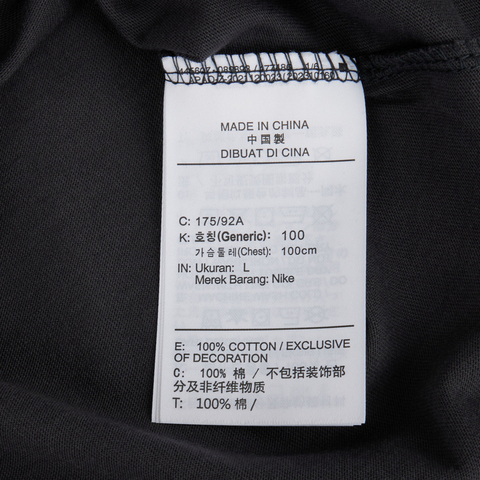 MADE IN CHINA
中国製
DIBUAT DI CINA
C: 175/92A
K: 호칭(Generic): 100
가슴둘레(Chest): 100cm
IN: Ukuran: L
Merek Barang: Nike
E: 100% COTTON / EXCLUSIVE
OF DECORATION
C: 100% 棉 / 不包括装饰部
分及非纤维物质
T: 100% 棉 /